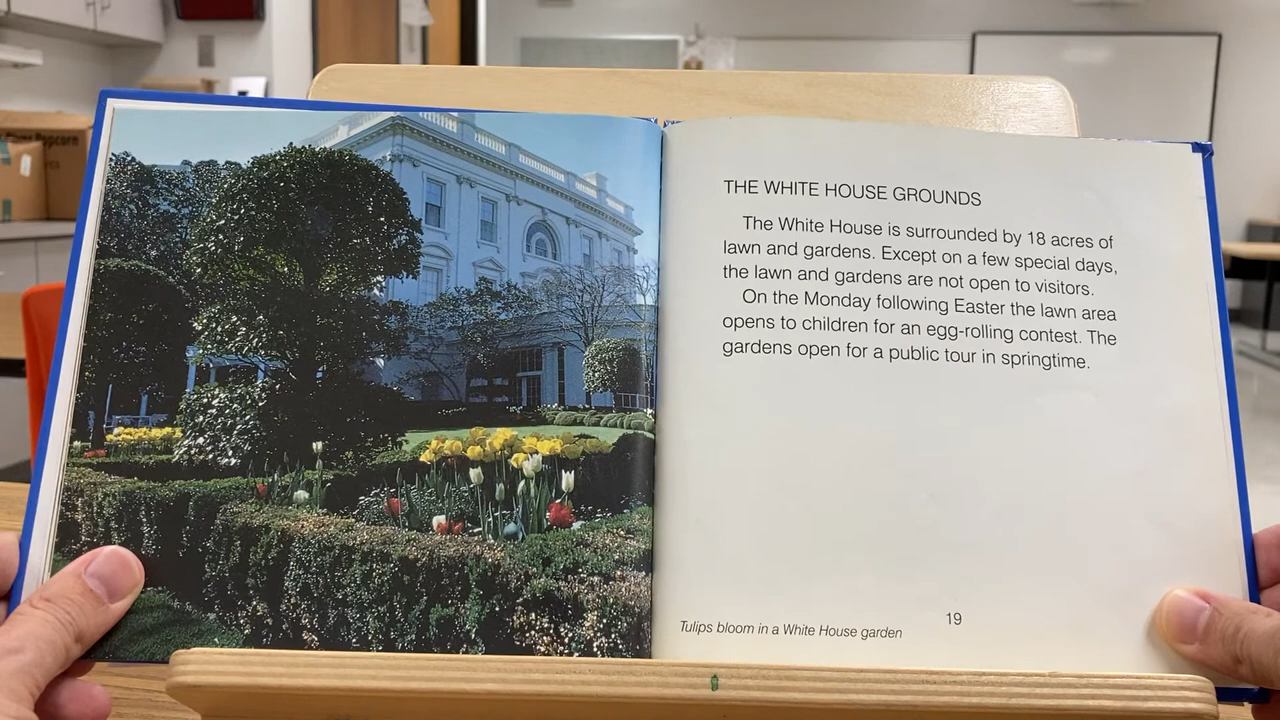 Popcorn
THE WHITE HOUSE GROUNDS
The White House is surrounded by 18 acres of
lawn and gardens. Except on a few special days,
the lawn and gardens are not open to visitors.
On the Monday following Easter the lawn area
opens to children for an egg-rolling contest. The
gardens open for a public tour in springtime.
19
Tulips bloom in a White House garden